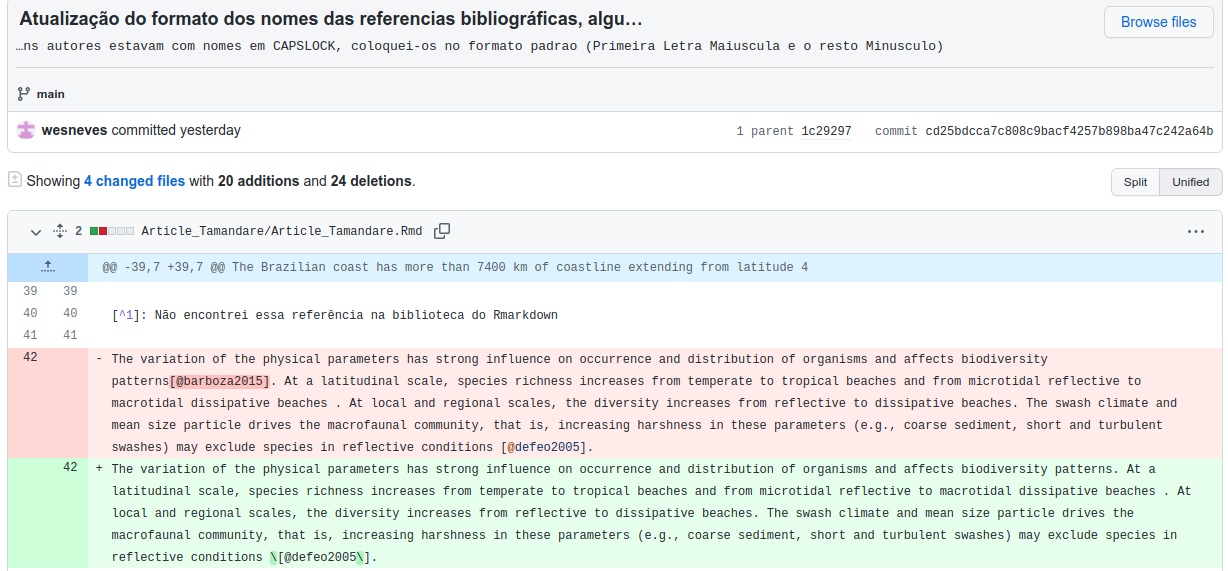 Atualização do formato dos nomes das referencias bibliográficas, algu…
Browse files
…ns autores estavam com nomes em CAPSLOCK, coloquei-os no formato padrao (Primeira Letra Maiuscula e o resto Minusculo)
main
wesneves committed yesterday
1 parent 1c29297 commit cd25bdcca7c808c9bacf4257b898ba47c242a64b
Showing 4 changed files with 20 additions and 24 deletions.
Split Unified
2 Article_Tamandare/Article_Tamandare.Rmd
@@ -39,7 +39,7 @@ The Brazilian coast has more than 7400 km of coastline extending from latitude 4
39 39
40 40 [^1]: Não encontrei essa referência na biblioteca do Rmarkdown
41 41
42 - The variation of the physical parameters has strong influence on occurrence and distribution of organisms and affects biodiversity
patterns[@barboza2015]. At a latitudinal scale, species richness increases from temperate to tropical beaches and from microtidal reflective to
macrotidal dissipative beaches . At local and regional scales, the diversity increases from reflective to dissipative beaches. The swash climate and
mean size particle drives the macrofaunal community, that is, increasing harshness in these parameters (e.g., coarse sediment, short and turbulent
swashes) may exclude species in reflective conditions [@defeo2005].
42 + The variation of the physical parameters has strong influence on occurrence and distribution of organisms and affects biodiversity patterns. At a
latitudinal scale, species richness increases from temperate to tropical beaches and from microtidal reflective to macrotidal dissipative beaches . At
local and regional scales, the diversity increases from reflective to dissipative beaches. The swash climate and mean size particle drives the
macrofaunal community, that is, increasing harshness in these parameters (e.g., coarse sediment, short and turbulent swashes) may exclude species in
reflective conditions \[@defeo2005\].